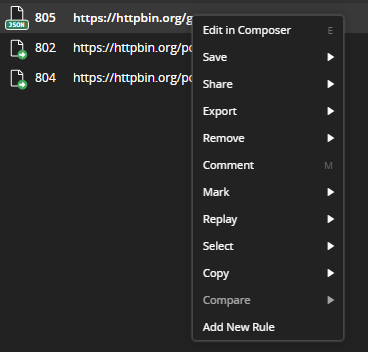 805 https://httpbin.org/g
JSON
802 https://httpbin.org/po
804 https://httpbin.org/po
Edit in Composer E
Save
Share
Export
Remove
Comment M
Mark
Replay
Select
Copy
Compare
Add New Rule